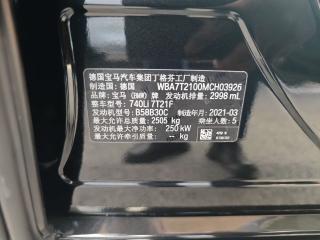 德国宝马汽车集团丁格芬工厂制造
制造国：德国 WBA7T2100MCH03926
品牌：宝马 (BMW) 牌 发动机排量：2998 mL
整车型号：740Li 7T21F
发动机型号：B58B30C 制造年月：2021-03
最大允许总质量：2505 kg 乘坐人数：5
发动机最大净功率：250 kW
最大允许牵引质量：-- kg